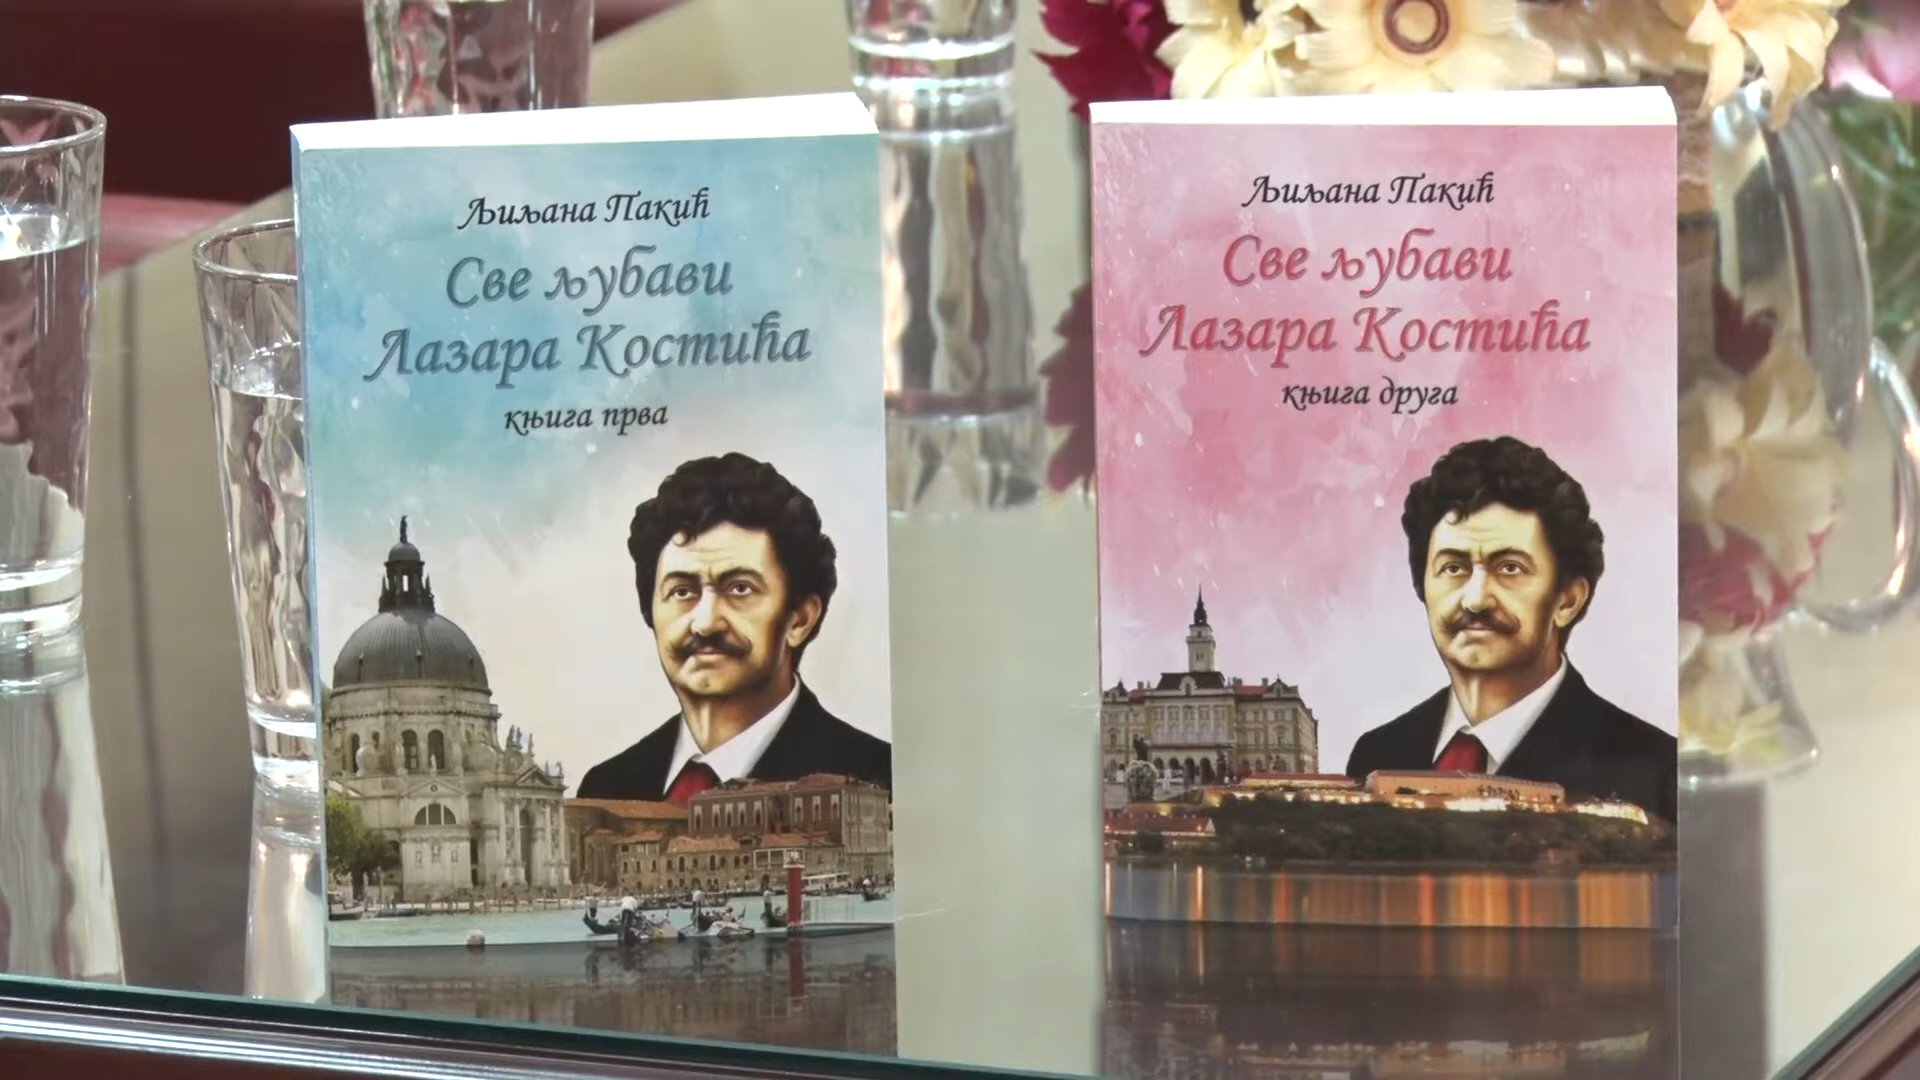 Љиљана Пакић
Све љубави
Лазара Костића
књига прва
Љиљана Пакић
Све љубави
Лазара Костића
књига друга